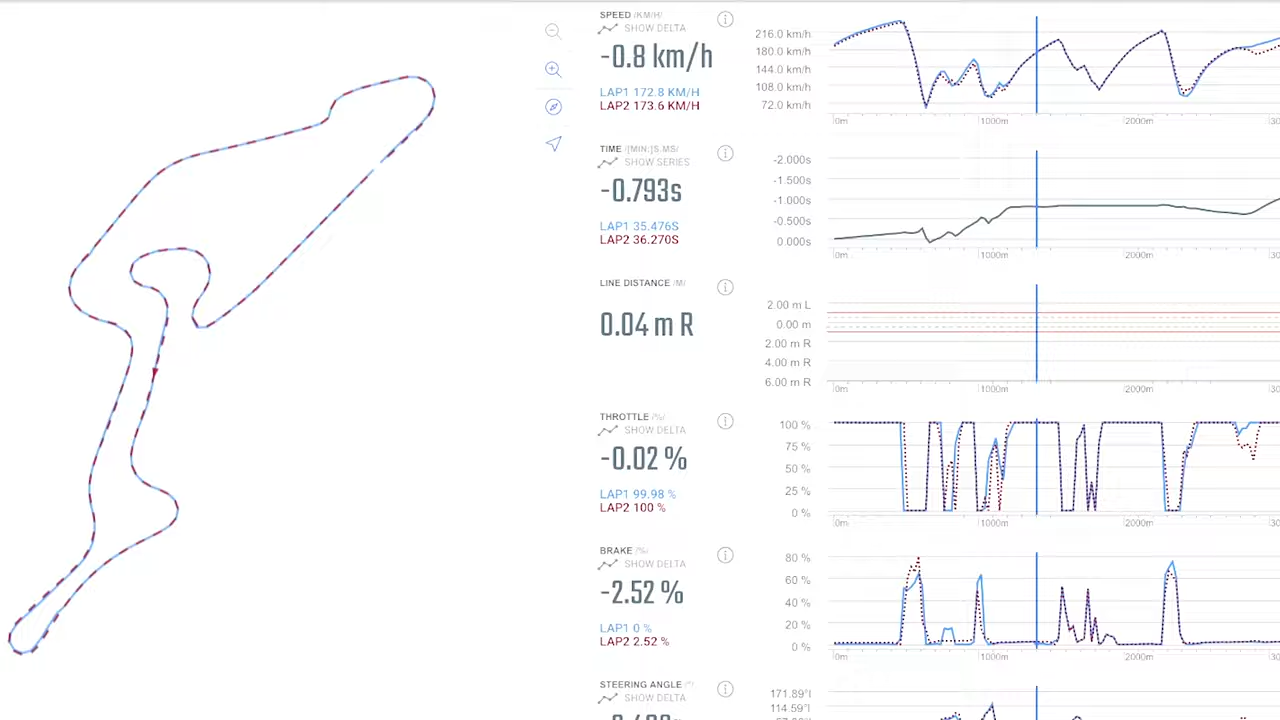 SPEED /KM/H/
SHOW DELTA
-0.8 km/h
LAP1 172.8 KM/H
LAP2 173.6 KM/H
216.0 km/h
180.0 km/h
144.0 km/h
108.0 km/h
72.0 km/h
0m 1000m 2000m
TIME /[MIN:]S.MS/
SHOW SERIES
-0.793s
LAP1 35.476S
LAP2 36.270S
-2.000s
-1.500s
-1.000s
-0.500s
0.000s
0m 1000m 2000m
LINE DISTANCE /M/
0.04 m R
2.00 m L
0.00 m
2.00 m R
4.00 m R
6.00 m R
0m 1000m 2000m
THROTTLE /%/
SHOW DELTA
-0.02 %
LAP1 99.98 %
LAP2 100 %
100 %
75 %
50 %
25 %
0 %
0m 1000m 2000m
BRAKE /%/
SHOW DELTA
-2.52 %
LAP1 0 %
LAP2 2.52 %
80 %
60 %
40 %
20 %
0 %
0m 1000m 2000m
STEERING ANGLE /°/
SHOW DELTA
171.89°l
114.59°l